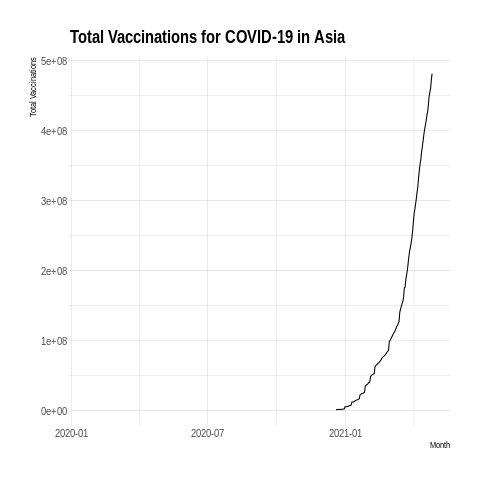 Total Vaccinations for COVID-19 in Asia
Total Vaccinations
5e+08
4e+08
3e+08
2e+08
1e+08
0e+00
2020-01 2020-07 2021-01
Month